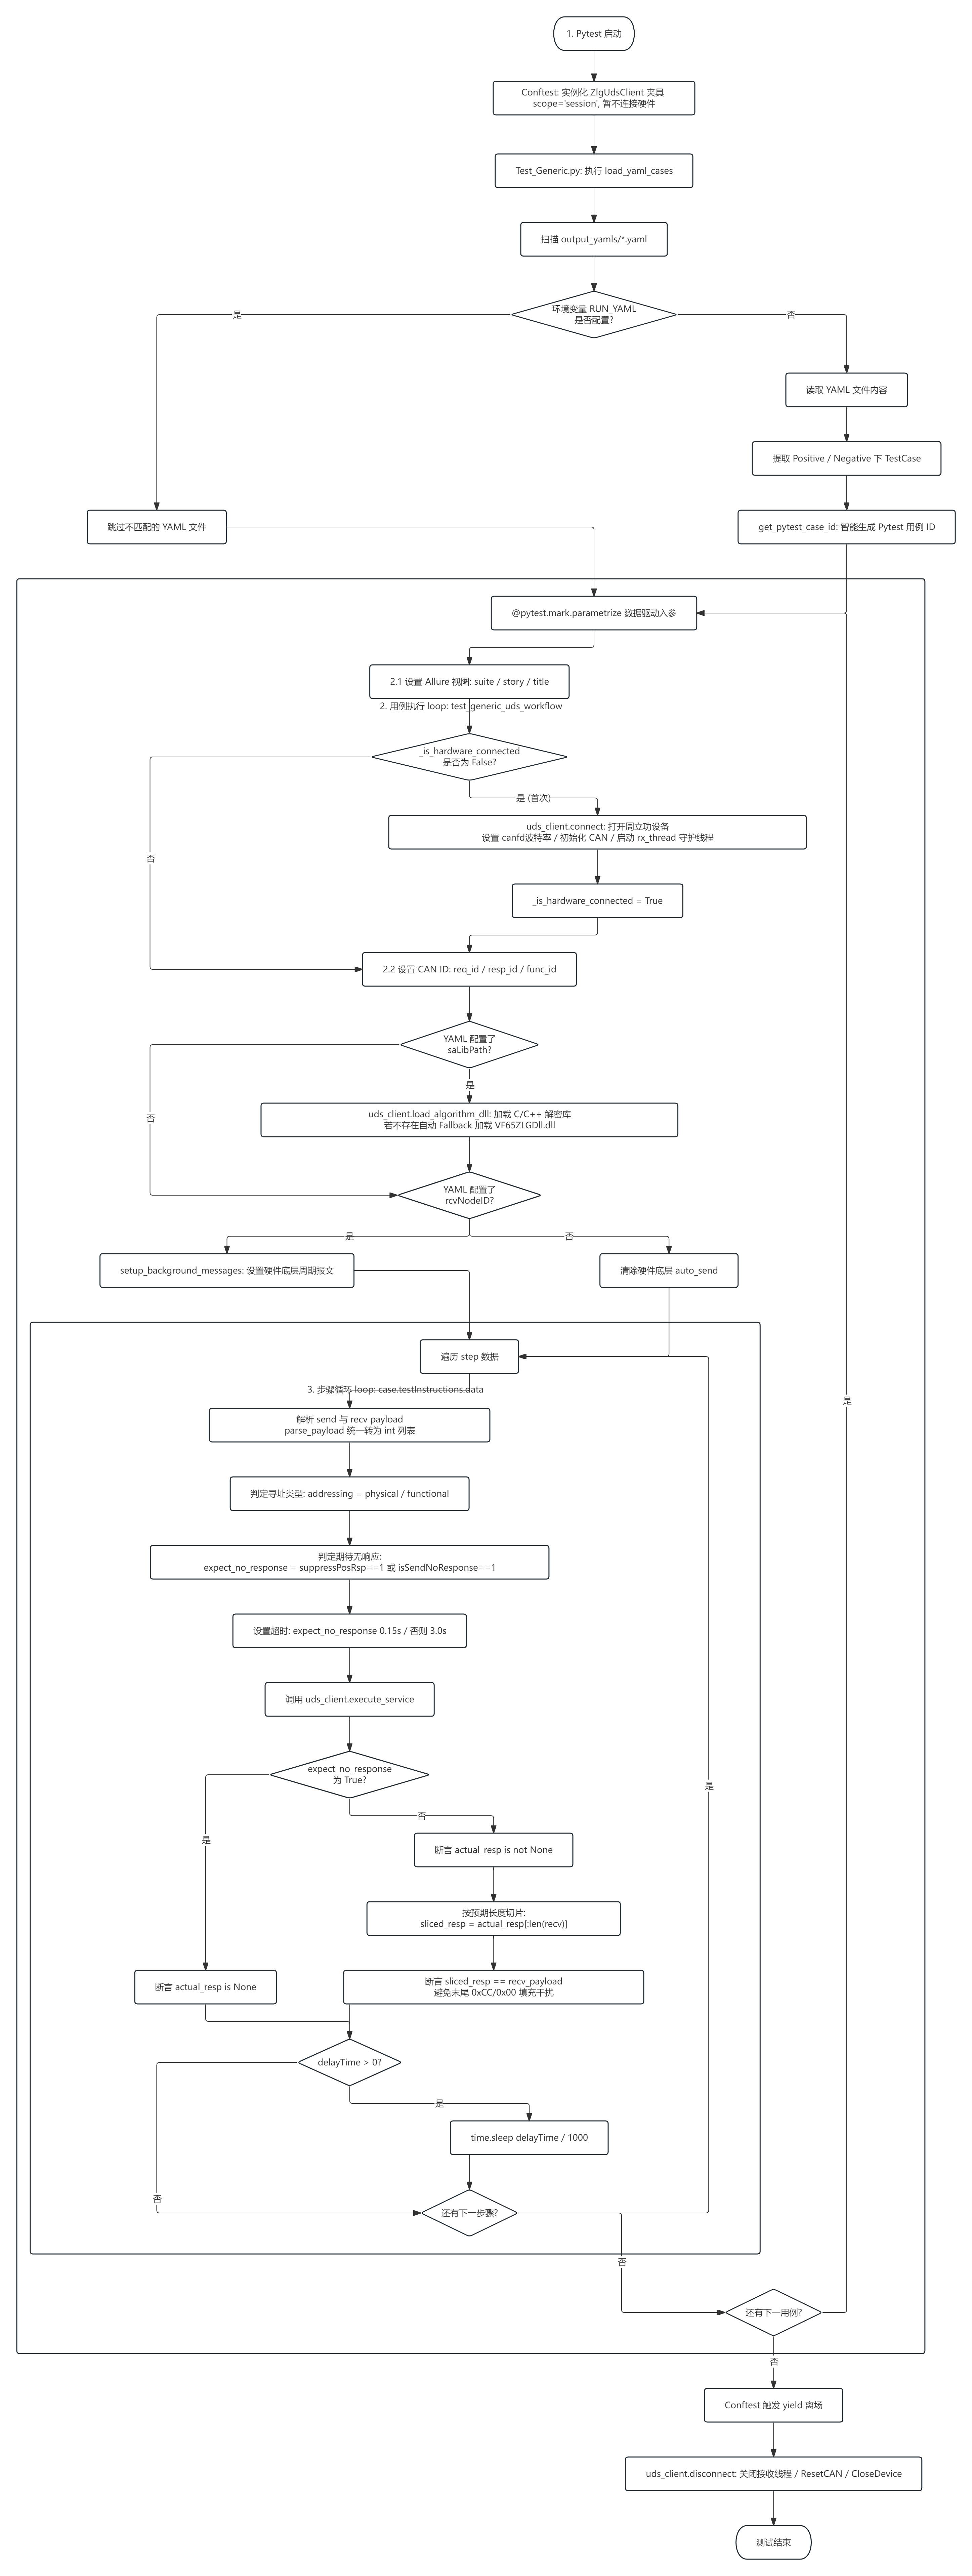 1. Pytest 启动
Conftest: 实例化 ZlgUdsClient 夹具
scope='session', 暂不连接硬件
Test_Generic.py: 执行 load_yaml_cases
扫描 output_yamls/*.yaml
环境变量 RUN_YAML
是否配置?
是
否
读取 YAML 文件内容
提取 Positive / Negative 下 TestCase
跳过不匹配的 YAML 文件
get_pytest_case_id: 智能生成 Pytest 用例 ID
@pytest.mark.parametrize 数据驱动入参
2.1 设置 Allure 视图: suite / story / title
2. 用例执行 loop: test_generic_uds_workflow
_is_hardware_connected
是否为 False?
是 (首次)
uds_client.connect: 打开周立功设备
设置 canfd波特率 / 初始化 CAN / 启动 rx_thread 守护线程
否
_is_hardware_connected = True
2.2 设置 CAN ID: req_id / resp_id / func_id
YAML 配置了
saLibPath?
是
uds_client.load_algorithm_dll: 加载 C/C++ 解密库
若不存在自动 Fallback 加载 VF65ZLGDll.dll
否
YAML 配置了
rcvNodeID?
是
否
setup_background_messages: 设置硬件底层周期报文
清除硬件底层 auto_send
遍历 step 数据
3. 步骤循环 loop: case.testInstructions.data
是
解析 send 与 recv payload
parse_payload 统一转为 int 列表
判定寻址类型: addressing = physical / functional
判定期待无响应:
expect_no_response = suppressPosRsp==1 或 isSendNoResponse==1
设置超时: expect_no_response 0.15s / 否则 3.0s
调用 uds_client.execute_service
expect_no_response
为 True?
是
否
是
断言 actual_resp is not None
按预期长度切片:
sliced_resp = actual_resp[:len(recv)]
断言 actual_resp is None
断言 sliced_resp == recv_payload
避免末尾 0xCC/0x00 填充干扰
delayTime > 0?
是
time.sleep delayTime / 1000
否
还有下一步骤?
否
还有下一用例?
否
Conftest 触发 yield 离场
uds_client.disconnect: 关闭接收线程 / ResetCAN / CloseDevice
测试结束